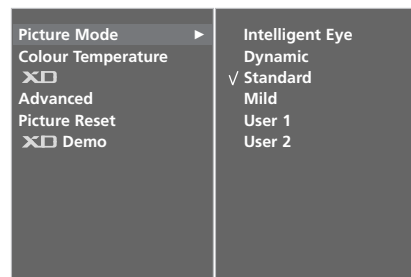 Picture Mode
Colour Temperature
XD
Advanced
Picture Reset
XD Demo
Intelligent Eye
Dynamic
√ Standard
Mild
User 1
User 2